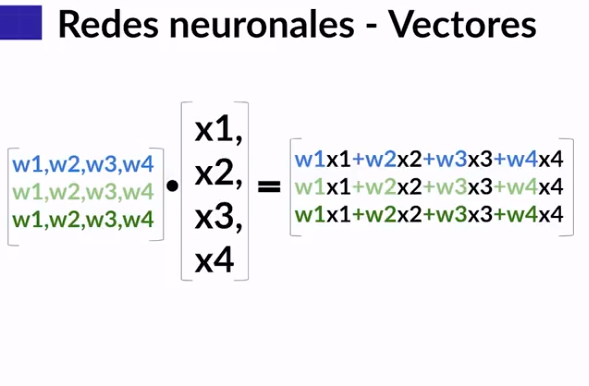 Redes neuronales - Vectores
w1,w2,w3,w4
w1,w2,w3,w4
w1,w2,w3,w4
•
x1,
x2,
x3,
x4
=
w1x1+w2x2+w3x3+w4x4
w1x1+w2x2+w3x3+w4x4
w1x1+w2x2+w3x3+w4x4